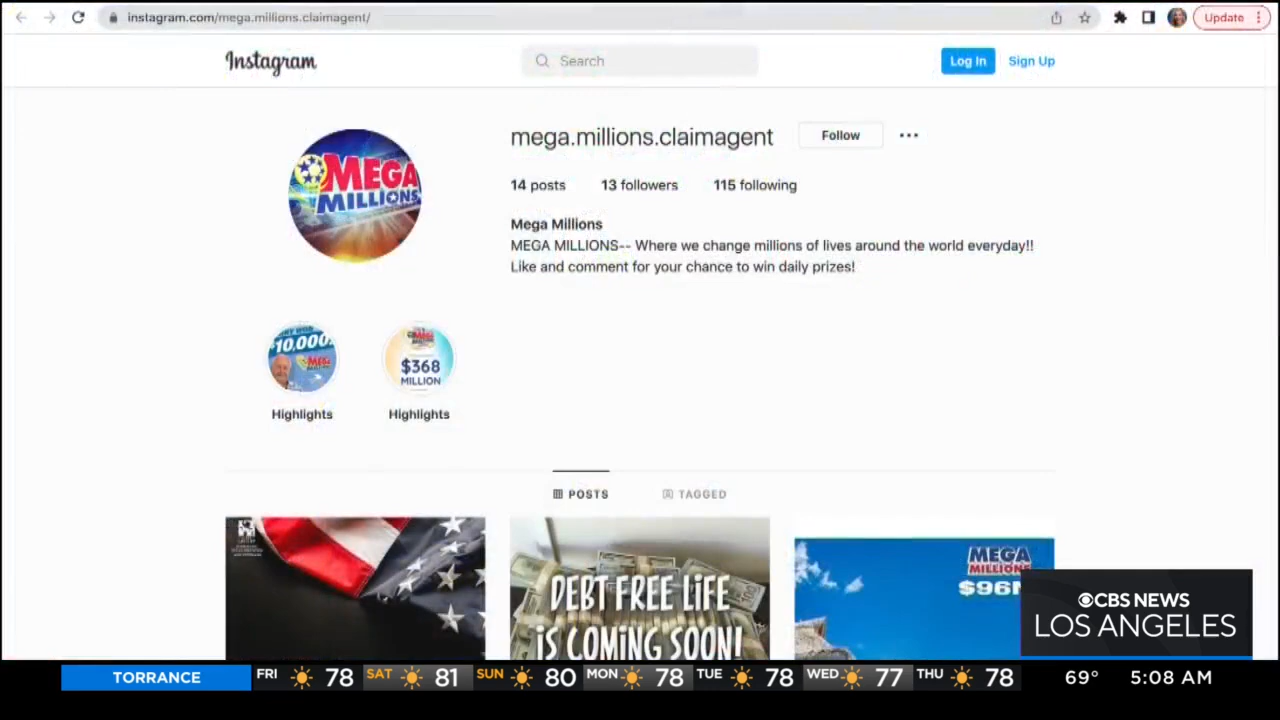 instagram.com/mega.millions.claimagent/
Update
Instagram
Search
Log In
Sign Up
MEGA
MILLIONS
mega.millions.claimagent
Follow
14 posts
13 followers
115 following
Mega Millions
MEGA MILLIONS-- Where we change millions of lives around the world everyday!!
Like and comment for your chance to win daily prizes!
$10,000
$368
MILLION
Highlights
Highlights
POSTS
TAGGED
DEBT FREE LIFE
iS COMING SOON!
MEGA
MILLIONS
$96M
CBS NEWS
LOS ANGELES
TORRANCE
FRI 78 SAT 81 SUN 80 MON 78 TUE 78 WED 77 THU 78
69° 5:08 AM